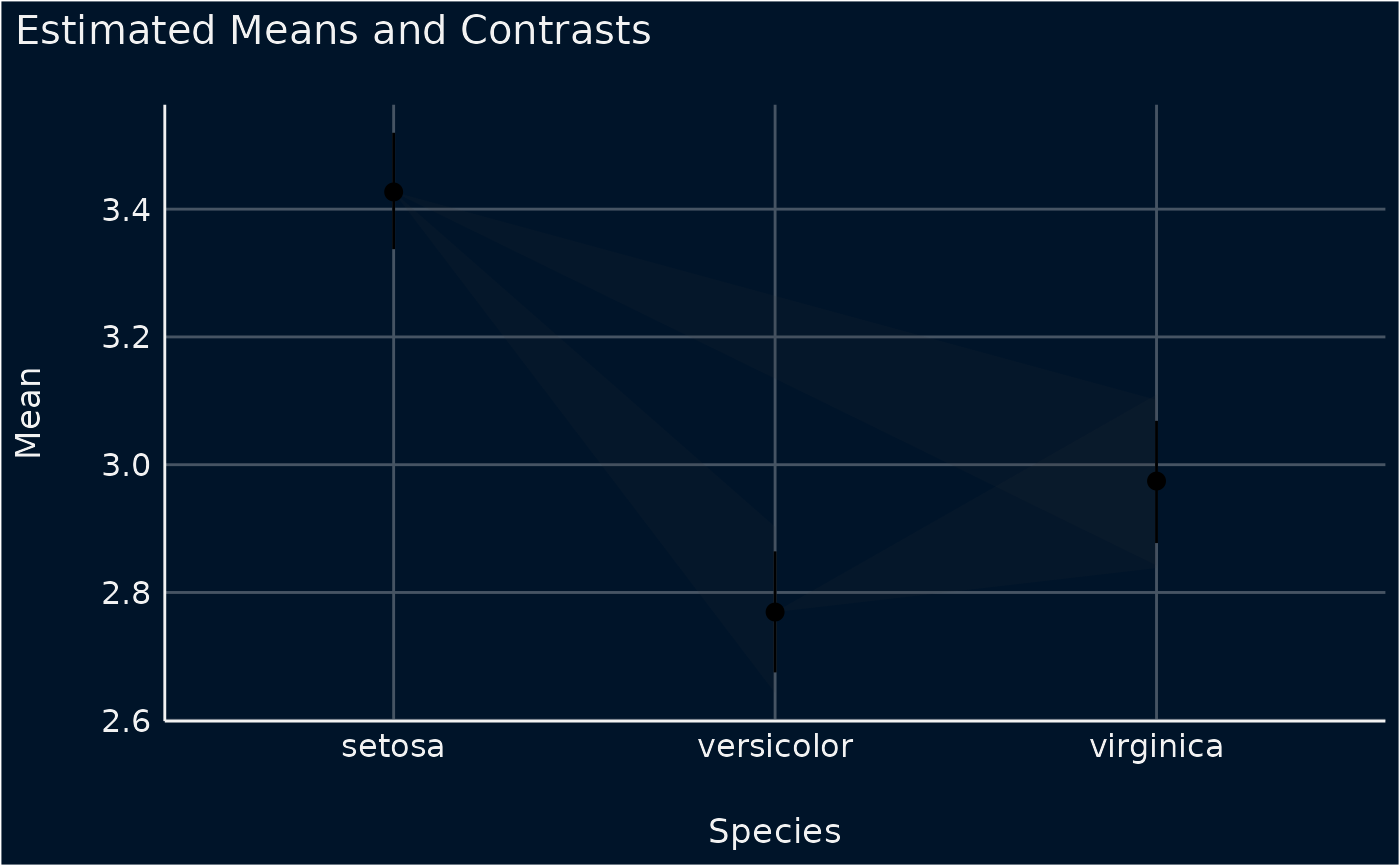 Estimated Means and Contrasts
Mean
3.4
3.2
3.0
2.8
2.6
setosa
versicolor
virginica
Species